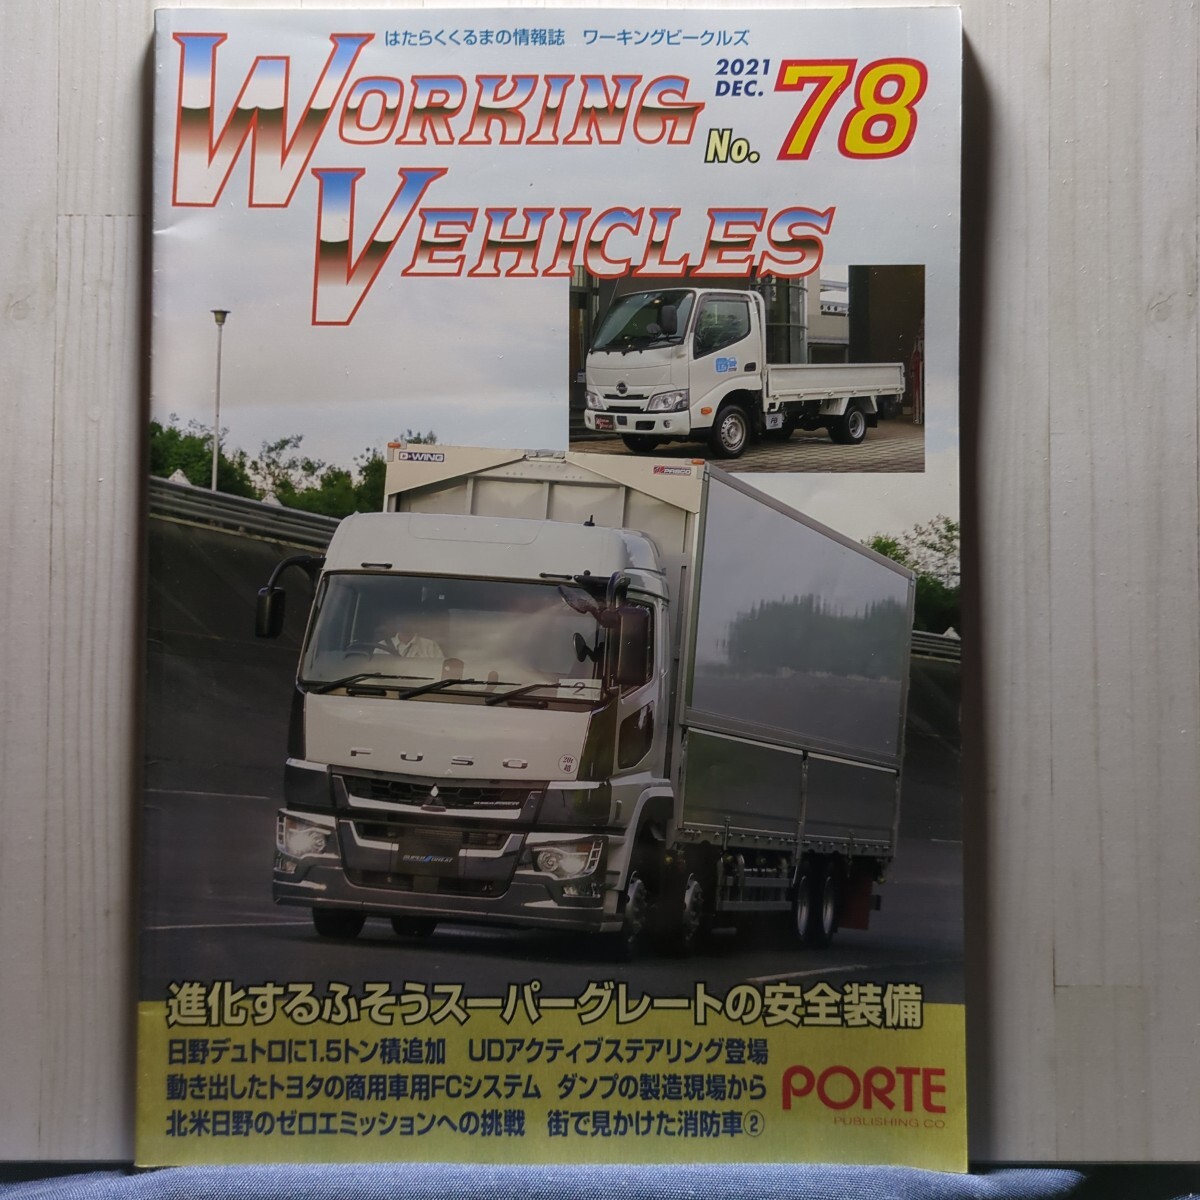 はたらくくるまの情報誌 ワーキングビークルズ
WORKING
VEHICLES
2021
DEC.
No. 78
D-WING
PABCO
2
FUSO
SUPER GREAT
進化するふそうスーパーグレートの安全装備
日野デュトロに1.5トン積追加 UDアクティブステアリング登場
動き出したトヨタの商用車用FCシステム ダンプの製造現場から
北米日野のゼロエミッションへの挑戦 街で見かけた消防車②
PORTE
PUBLISHING CO.